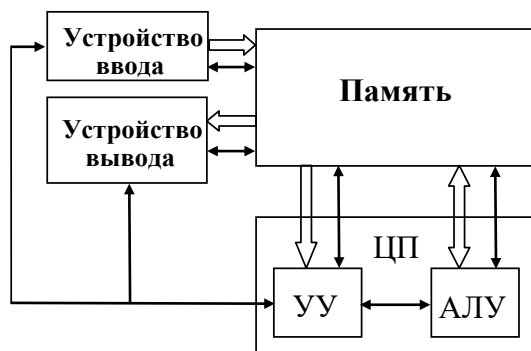 Устройство
ввода
Память
Устройство
вывода
ЦП
УУ
АЛУ